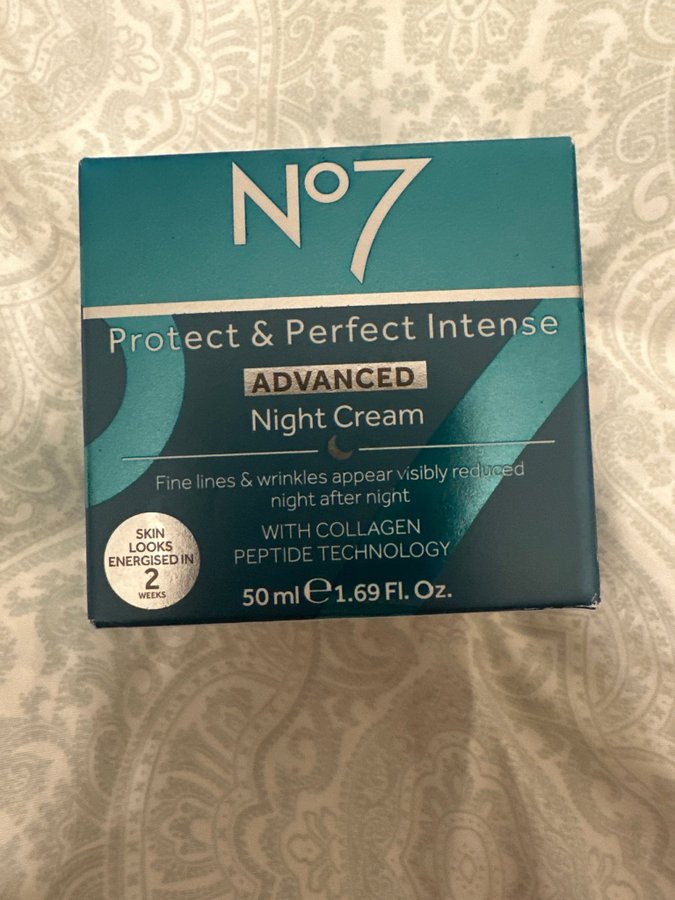 No7
Protect & Perfect Intense
ADVANCED
Night Cream
Fine lines & wrinkles appear visibly reduced
night after night
WITH COLLAGEN
PEPTIDE TECHNOLOGY
SKIN
LOOKS
ENERGISED IN
2
WEEKS
50 ml ℮ 1.69 Fl. Oz.